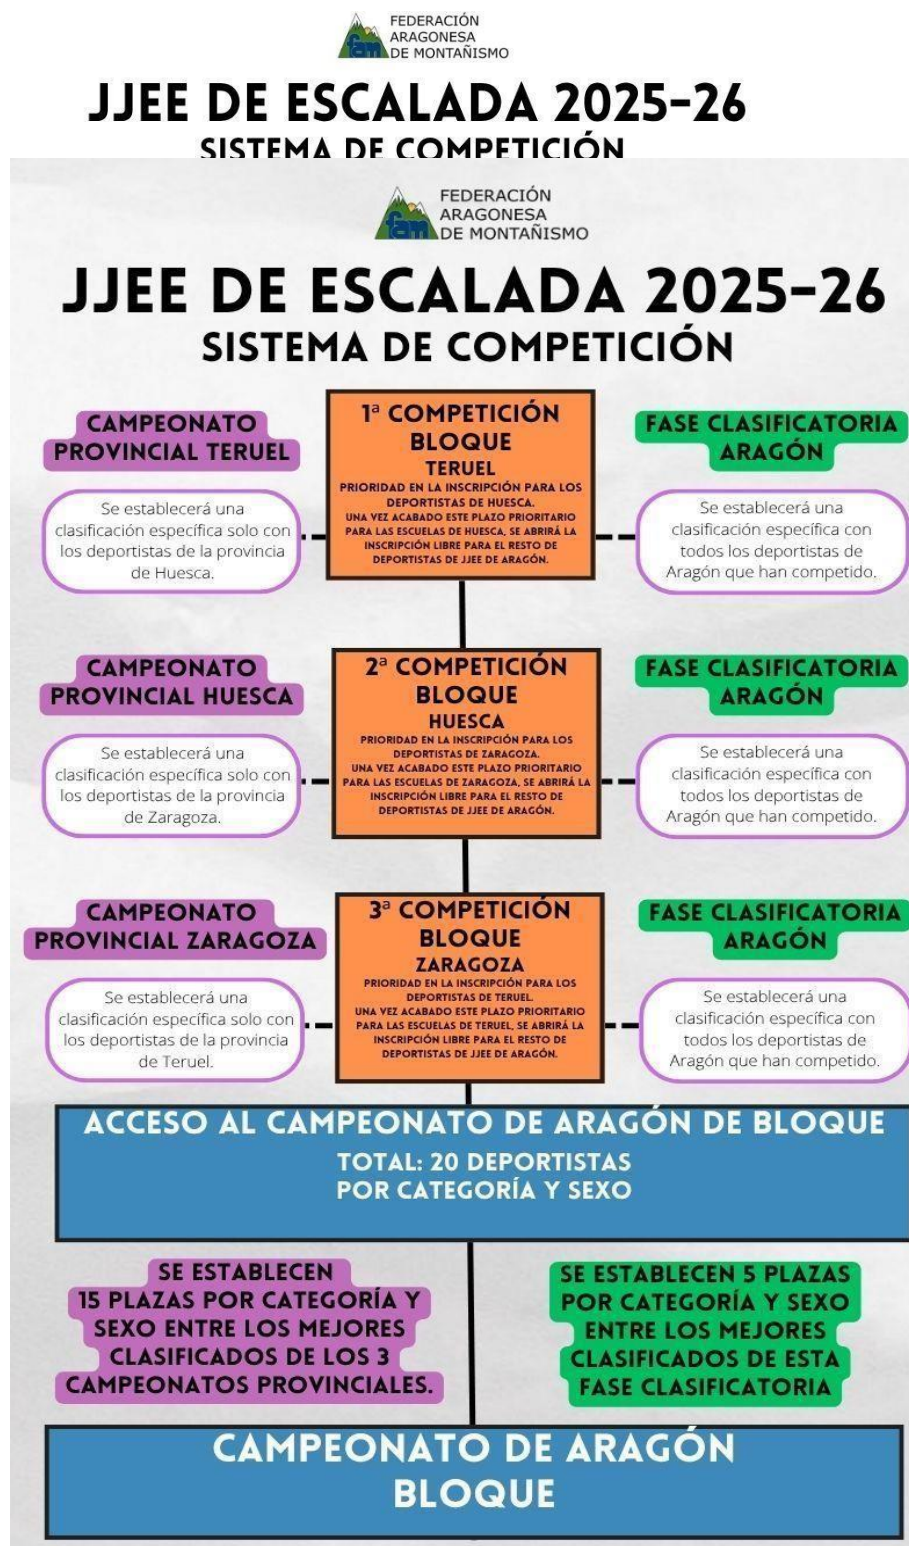 FEDERACIÓN
ARAGONESA
DE MONTAÑISMO
fam
JJEE DE ESCALADA 2025-26
SISTEMA DE COMPETICIÓN
FEDERACIÓN
ARAGONESA
DE MONTAÑISMO
fam
JJEE DE ESCALADA 2025-26
SISTEMA DE COMPETICIÓN
CAMPEONATO
PROVINCIAL TERUEL
Se establecerá una
clasificación específica solo con
los deportistas de la provincia
de Huesca.
1ª COMPETICIÓN
BLOQUE
TERUEL
PRIORIDAD EN LA INSCRIPCIÓN PARA LOS
DEPORTISTAS DE HUESCA.
UNA VEZ ACABADO ESTE PLAZO PRIORITARIO
PARA LAS ESCUELAS DE HUESCA, SE ABRIRÁ LA
INSCRIPCIÓN LIBRE PARA EL RESTO DE
DEPORTISTAS DE JJEE DE ARAGÓN.
FASE CLASIFICATORIA
ARAGÓN
Se establecerá una
clasificación específica con
todos los deportistas de
Aragón que han competido.
CAMPEONATO
PROVINCIAL HUESCA
Se establecerá una
clasificación específica solo con
los deportistas de la provincia
de Zaragoza.
2ª COMPETICIÓN
BLOQUE
HUESCA
PRIORIDAD EN LA INSCRIPCIÓN PARA LOS
DEPORTISTAS DE ZARAGOZA.
UNA VEZ ACABADO ESTE PLAZO PRIORITARIO
PARA LAS ESCUELAS DE ZARAGOZA, SE ABRIRÁ LA
INSCRIPCIÓN LIBRE PARA EL RESTO DE
DEPORTISTAS DE JJEE DE ARAGÓN.
FASE CLASIFICATORIA
ARAGÓN
Se establecerá una
clasificación específica con
todos los deportistas de
Aragón que han competido.
CAMPEONATO
PROVINCIAL ZARAGOZA
Se establecerá una
clasificación específica solo con
los deportistas de la provincia
de Teruel.
3ª COMPETICIÓN
BLOQUE
ZARAGOZA
PRIORIDAD EN LA INSCRIPCIÓN PARA LOS
DEPORTISTAS DE TERUEL.
UNA VEZ ACABADO ESTE PLAZO PRIORITARIO
PARA LAS ESCUELAS DE TERUEL, SE ABRIRÁ LA
INSCRIPCIÓN LIBRE PARA EL RESTO DE
DEPORTISTAS DE JJEE DE ARAGÓN.
FASE CLASIFICATORIA
ARAGÓN
Se establecerá una
clasificación específica con
todos los deportistas de
Aragón que han competido.
ACCESO AL CAMPEONATO DE ARAGÓN DE BLOQUE
TOTAL: 20 DEPORTISTAS
POR CATEGORÍA Y SEXO
SE ESTABLECEN
15 PLAZAS POR CATEGORÍA Y
SEXO ENTRE LOS MEJORES
CLASIFICADOS DE LOS 3
CAMPEONATOS PROVINCIALES.
SE ESTABLECEN 5 PLAZAS
POR CATEGORÍA Y SEXO
ENTRE LOS MEJORES
CLASIFICADOS DE ESTA
FASE CLASIFICATORIA
CAMPEONATO DE ARAGÓN
BLOQUE